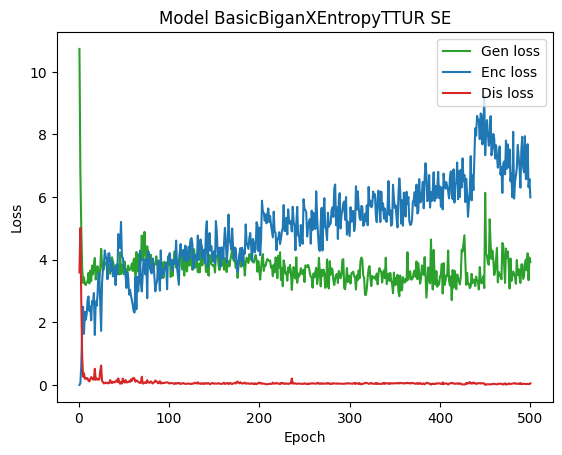 Model BasicBiganXEntropyTTUR SE
Gen loss
Enc loss
Dis loss
Loss
10
8
6
4
2
0
0 100 200 300 400 500
Epoch